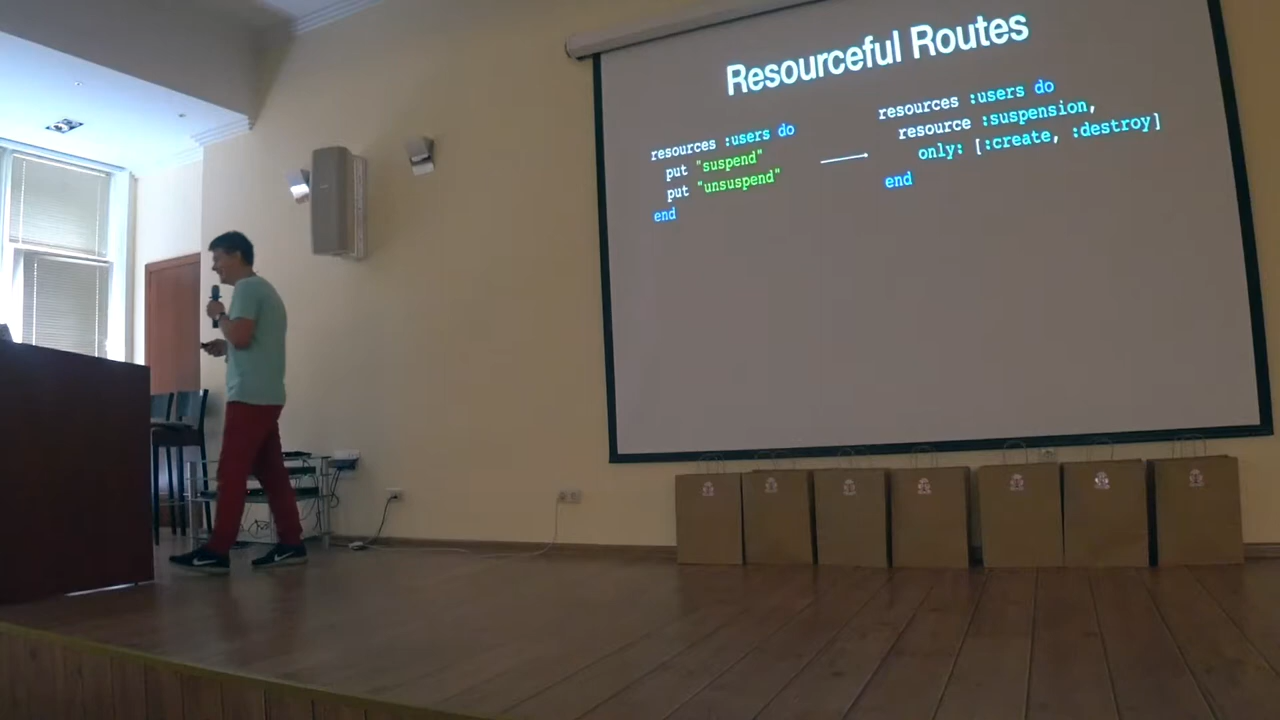 Resourceful Routes
resources :users do
put "suspend"
put "unsuspend"
end
resources :users do
resource :suspension,
only: [:create, :destroy]
end